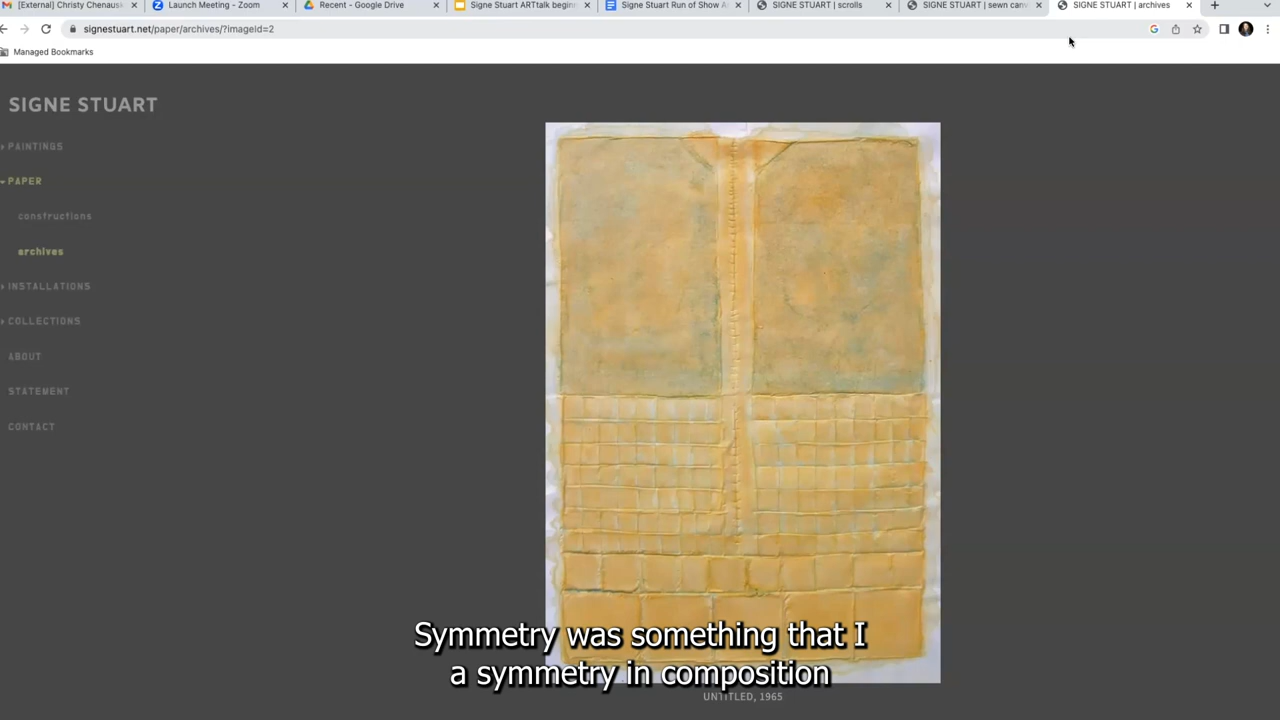 [External] Christy Chenausk
Launch Meeting - Zoom
Recent - Google Drive
Signe Stuart ARTtalk beginn
Signe Stuart Run of Show A
SIGNE STUART | scrolls
SIGNE STUART | sewn canv
SIGNE STUART | archives
signestuart.net/paper/archives/?imageid=2
Managed Bookmarks
SIGNE STUART
PAINTINGS
PAPER
constructions
archives
INSTALLATIONS
COLLECTIONS
ABOUT
STATEMENT
CONTACT
Symmetry was something that I
a symmetry in composition
UNTITLED, 1965